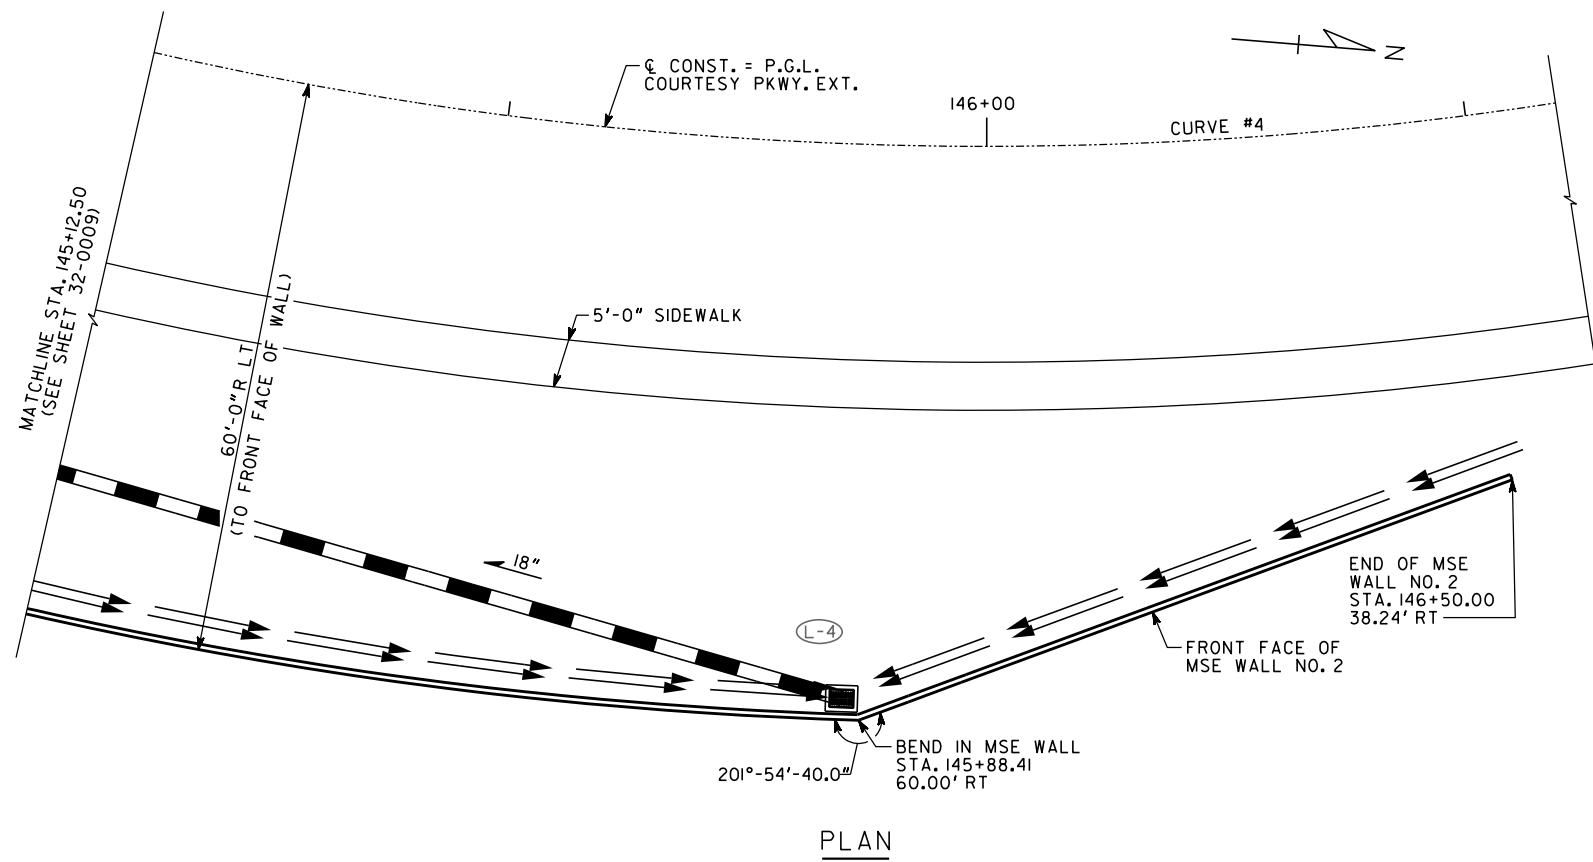 ℄ CONST. = P.G.L.
COURTESY PKWY. EXT.
N
146+00
CURVE #4
MATCHLINE STA. 145+12.50
(SEE SHEET 32-0009)
60'-0" R LT
(TO FRONT FACE OF WALL)
5'-0" SIDEWALK
18"
L-4
END OF MSE
WALL NO. 2
STA. 146+50.00
38.24' RT
FRONT FACE OF
MSE WALL NO. 2
BEND IN MSE WALL
STA. 145+88.41
60.00' RT
201°-54'-40.0"
PLAN